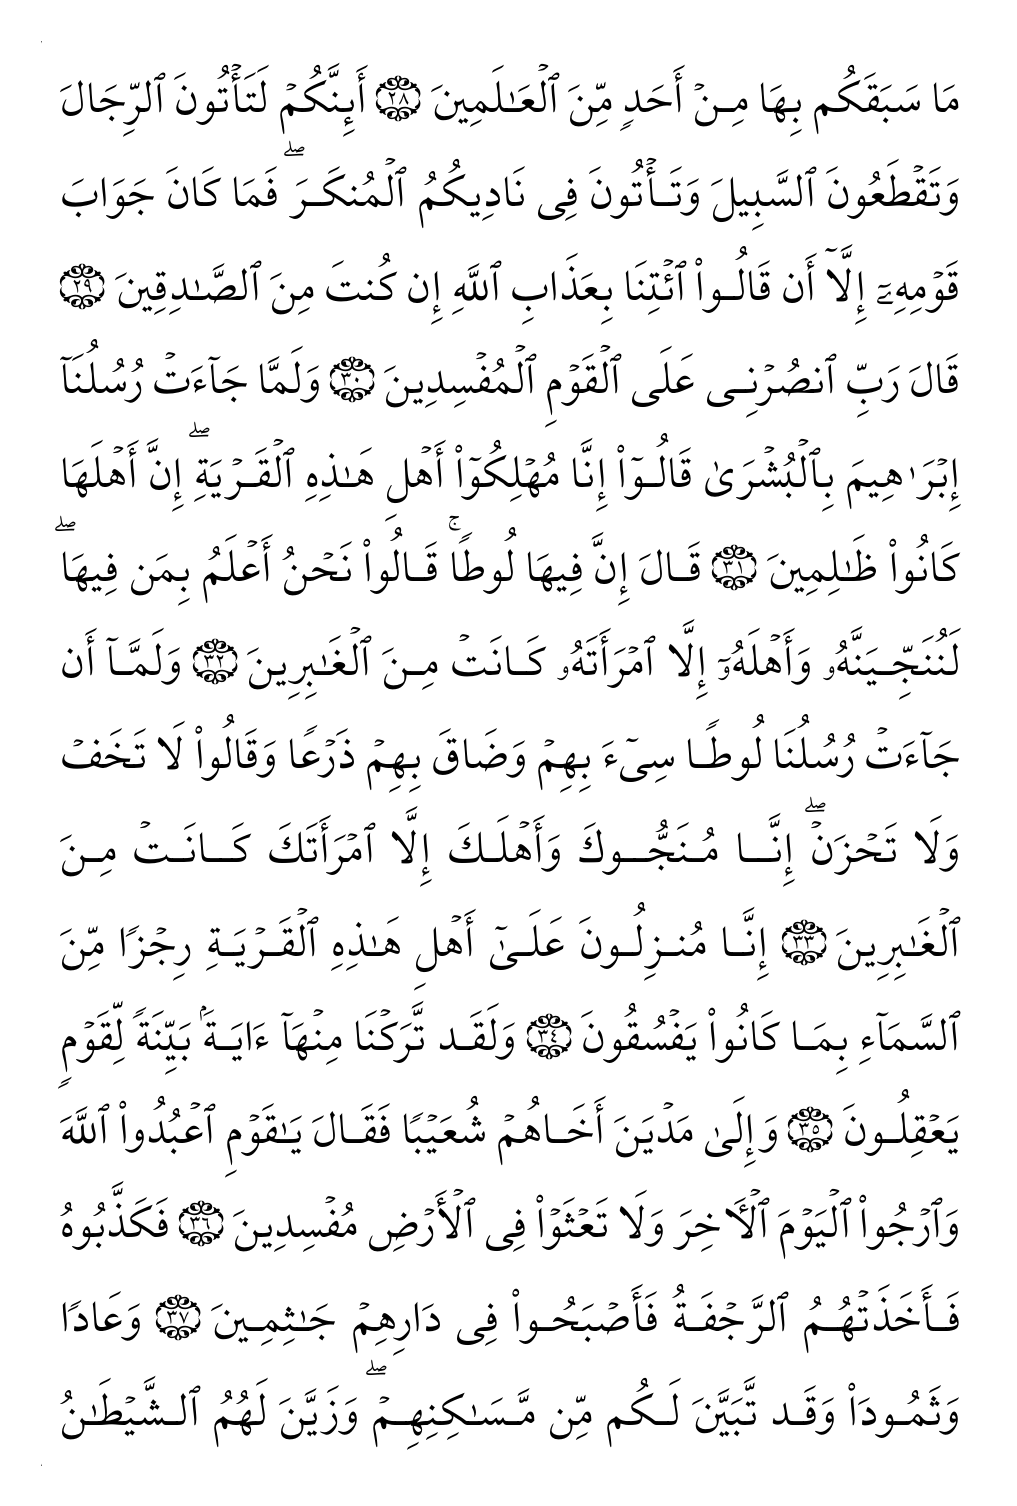 مَا سَبَقَكُم بِهَا مِنْ أَحَدٍ مِّنَ ٱلْعَـٰلَمِينَ ٢٨ أَئِنَّكُمْ لَتَأْتُونَ ٱلرِّجَالَ
وَتَقْطَعُونَ ٱلسَّبِيلَ وَتَأْتُونَ فِى نَادِيكُمُ ٱلْمُنكَرَ ۖ فَمَا كَانَ جَوَابَ
قَوْمِهِۦٓ إِلَّآ أَن قَالُوا۟ ٱئْتِنَا بِعَذَابِ ٱللَّهِ إِن كُنتَ مِنَ ٱلصَّـٰدِقِينَ ٢٩
قَالَ رَبِّ ٱنصُرْنِى عَلَى ٱلْقَوْمِ ٱلْمُفْسِدِينَ ٣٠ وَلَمَّا جَآءَتْ رُسُلُنَآ
إِبْرَٰهِيمَ بِٱلْبُشْرَىٰ قَالُوٓا۟ إِنَّا مُهْلِكُوٓا۟ أَهْلِ هَـٰذِهِ ٱلْقَرْيَةِ ۖ إِنَّ أَهْلَهَا
كَانُوا۟ ظَـٰلِمِينَ ٣١ قَالَ إِنَّ فِيهَا لُوطًا ۚ قَالُوا۟ نَحْنُ أَعْلَمُ بِمَن فِيهَا ۖ
لَنُنَجِّيَنَّهُۥ وَأَهْلَهُۥٓ إِلَّا ٱمْرَأَتَهُۥ كَانَتْ مِنَ ٱلْغَـٰبِرِينَ ٣٢ وَلَمَّآ أَن
جَآءَتْ رُسُلُنَا لُوطًا سِىٓءَ بِهِمْ وَضَاقَ بِهِمْ ذَرْعًا وَقَالُوا۟ لَا تَخَفْ
وَلَا تَحْزَنْ ۖ إِنَّا مُنَجُّوكَ وَأَهْلَكَ إِلَّا ٱمْرَأَتَكَ كَانَتْ مِنَ
ٱلْغَـٰبِرِينَ ٣٣ إِنَّا مُنزِلُونَ عَلَىٰٓ أَهْلِ هَـٰذِهِ ٱلْقَرْيَةِ رِجْزًا مِّنَ
ٱلسَّمَآءِ بِمَا كَانُوا۟ يَفْسُقُونَ ٣٤ وَلَقَد تَّرَكْنَا مِنْهَآ ءَايَةًۢ بَيِّنَةً لِّقَوْمٍ
يَعْقِلُونَ ٣٥ وَإِلَىٰ مَدْيَنَ أَخَاهُمْ شُعَيْبًا فَقَالَ يَـٰقَوْمِ ٱعْبُدُوا۟ ٱللَّهَ
وَٱرْجُوا۟ ٱلْيَوْمَ ٱلْـَٔاخِرَ وَلَا تَعْثَوْا۟ فِى ٱلْأَرْضِ مُفْسِدِينَ ٣٦ فَكَذَّبُوهُ
فَأَخَذَتْهُمُ ٱلرَّجْفَةُ فَأَصْبَحُوا۟ فِى دَارِهِمْ جَـٰثِمِينَ ٣٧ وَعَادًا
وَثَمُودَا۟ وَقَد تَّبَيَّنَ لَكُم مِّن مَّسَـٰكِنِهِمْ ۖ وَزَيَّنَ لَهُمُ ٱلشَّيْطَـٰنُ